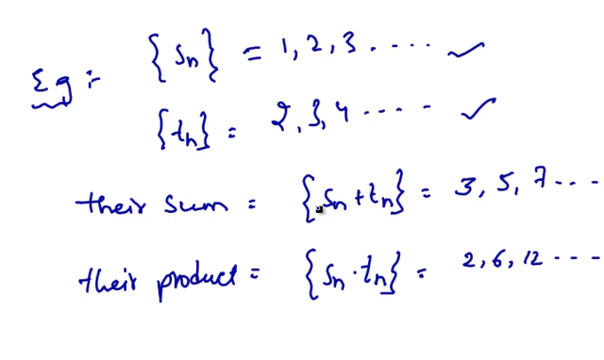 Eg :- {Sn} = 1, 2, 3 . . . . .
{tn} = 2, 3, 4 . . . . .
their sum = {Sn + tn} = 3, 5, 7 . . .
their product = {Sn · tn} = 2, 6, 12 - - -